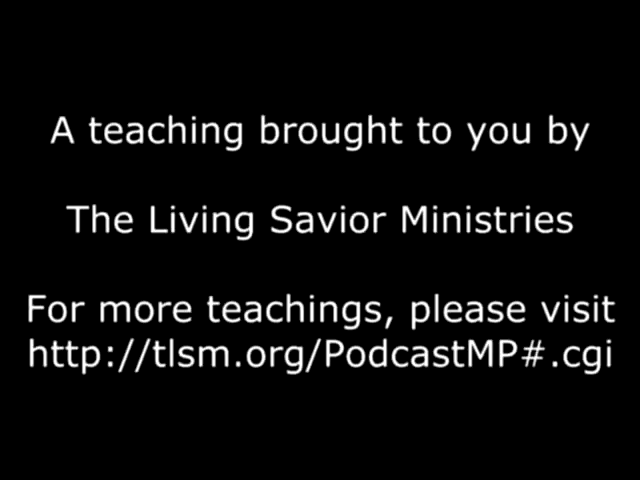 A teaching brought to you by
The Living Savior Ministries
For more teachings, please visit
http://tlsm.org/PodcastMP#.cgi